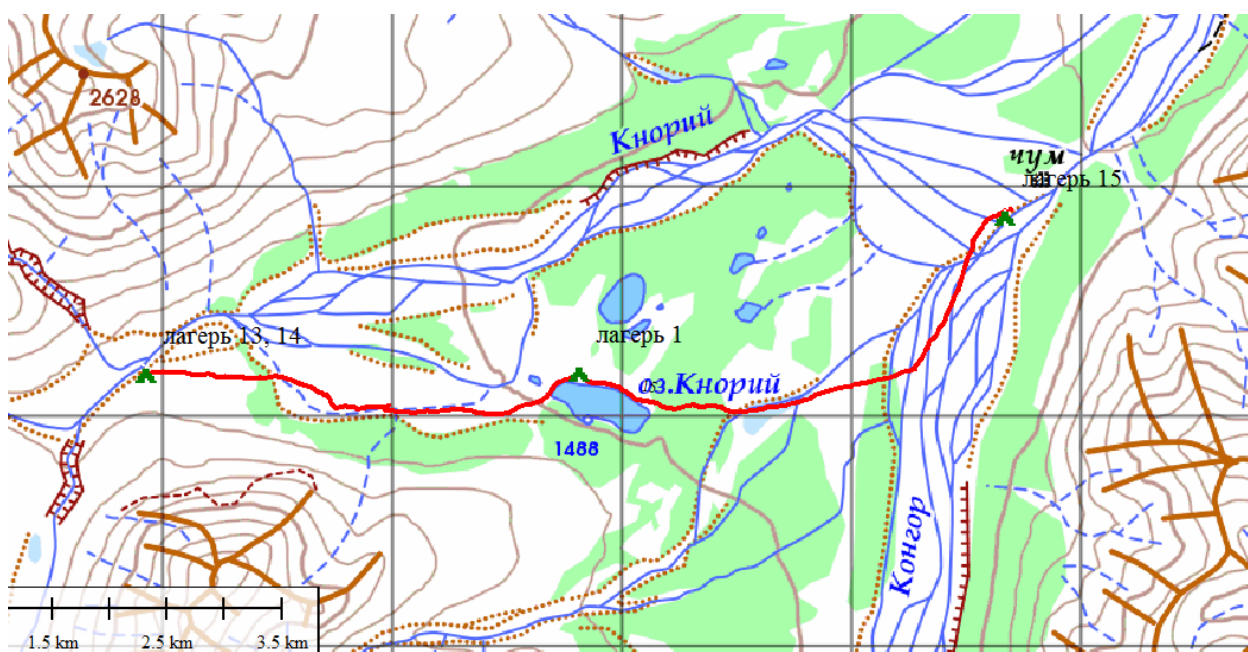 2628
Кнорий
чум
лагерь 15
лагерь 13, 14
лагерь 1
оз.Кнорий
1488
Конгор
1.5 km 2.5 km 3.5 km